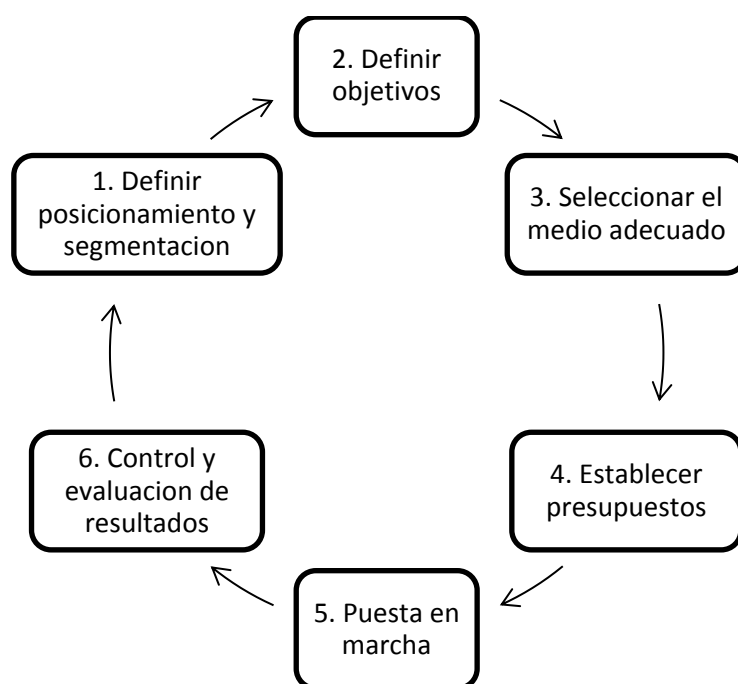 1. Definir
posicionamiento y
segmentacion
2. Definir
objetivos
3. Seleccionar el
medio adecuado
4. Establecer
presupuestos
5. Puesta en
marcha
6. Control y
evaluacion de
resultados